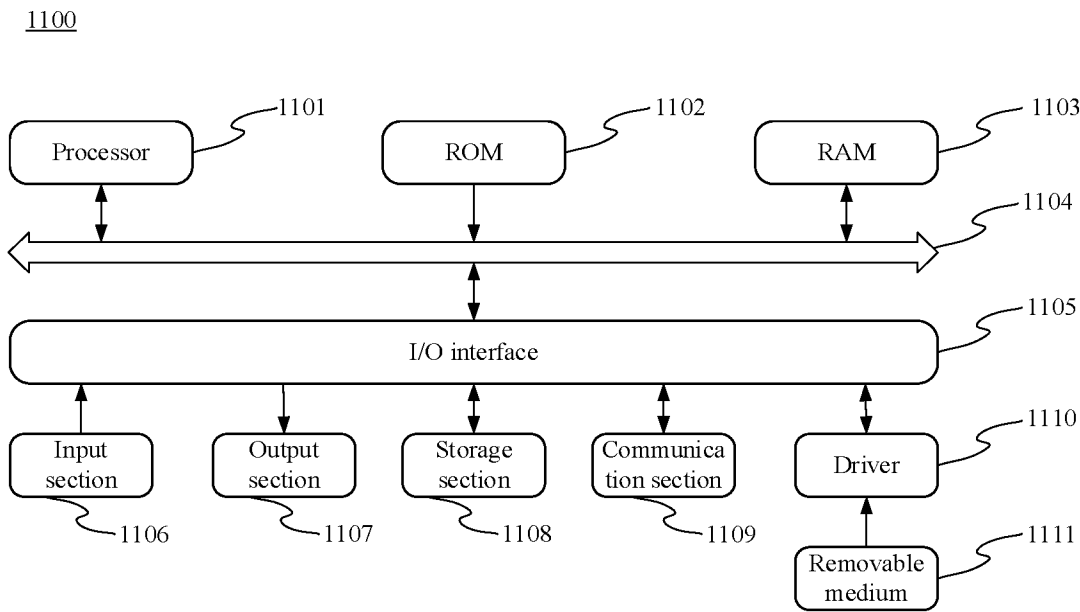 1100
1101
1102
1103
Processor
ROM
RAM
1104
1105
I/O interface
1110
Input
section
Output
section
Storage
section
Communica
tion section
Driver
1106
1107
1108
1109
1111
Removable
medium